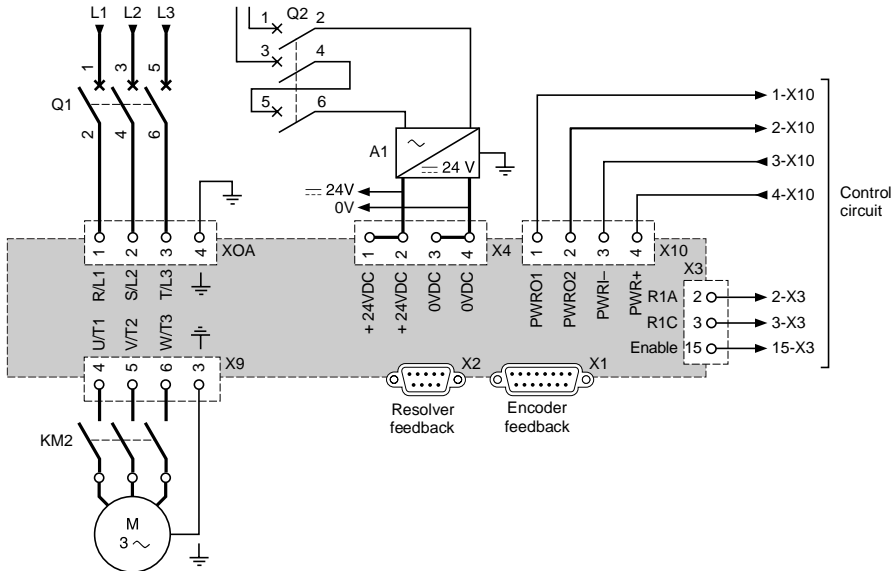 L1 L2 L3
1 3 5
Q1
2 4 6
1 Q2 2
3 4
5 6
A1
24 V
24V
0V
1-X10
2-X10
3-X10
4-X10
Control
circuit
1 2 3 4 XOA
R/L1 S/L2 T/L3
U/T1 V/T2 W/T3
4 5 6 3 X9
1 2 3 4 X4
+ 24VDC + 24VDC 0VDC 0VDC
1 2 3 4 X10
PWRO1 PWRO2 PWRI– PWR+
X3
R1A 2 2-X3
R1C 3 3-X3
Enable 15 15-X3
X2
Resolver
feedback
X1
Encoder
feedback
KM2
M
3